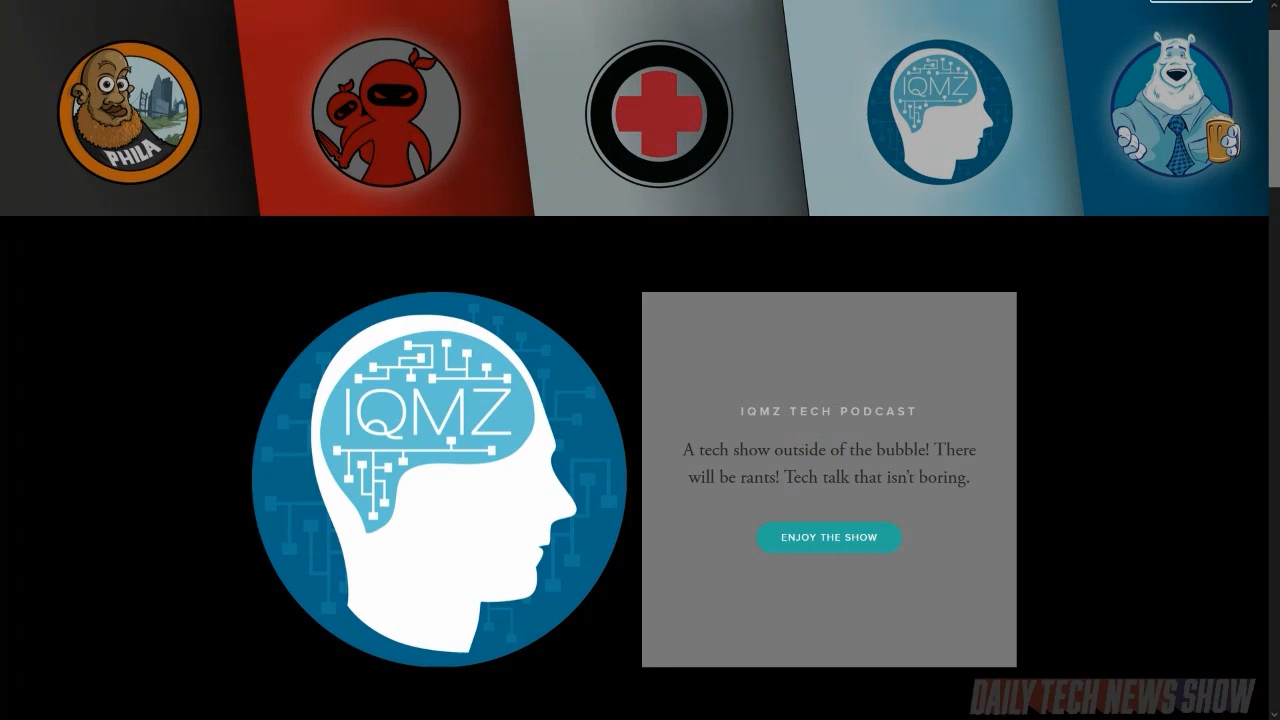 PHILA
IQMZ
IQMZ
IQMZ TECH PODCAST
A tech show outside of the bubble! There
will be rants! Tech talk that isn't boring.
ENJOY THE SHOW
DAILY TECH NEWS SHOW